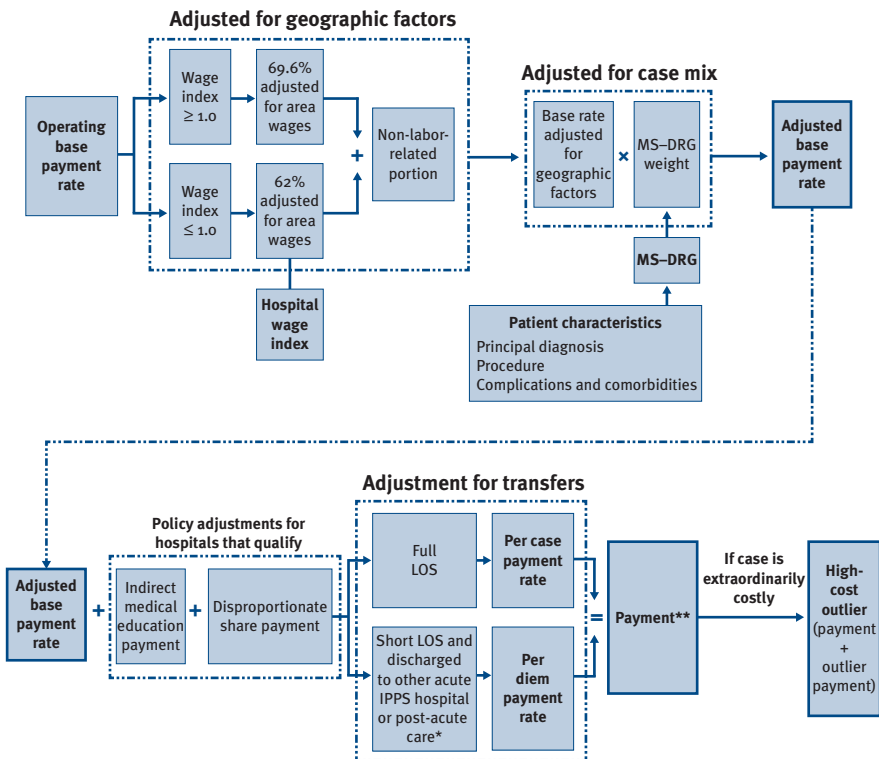 Adjusted for geographic factors
Operating
base
payment
rate
Wage
index
≥ 1.0
69.6%
adjusted
for area
wages
Wage
index
≤ 1.0
62%
adjusted
for area
wages
+
Non-labor-
related
portion
Hospital
wage
index
Adjusted for case mix
Base rate
adjusted
for
geographic
factors
×
MS–DRG
weight
MS–DRG
Patient characteristics
Principal diagnosis
Procedure
Complications and comorbidities
Adjusted
base
payment
rate
Adjusted
base
payment
rate
+
Policy adjustments for
hospitals that qualify
Indirect
medical
education
payment
+
Disproportionate
share payment
Adjustment for transfers
Full
LOS
Per case
payment
rate
Short LOS and
discharged
to other acute
IPPS hospital
or post-acute
care*
Per
diem
payment
rate
=
Payment**
If case is
extraordinarily
costly
High-
cost
outlier
(payment
+
outlier
payment)